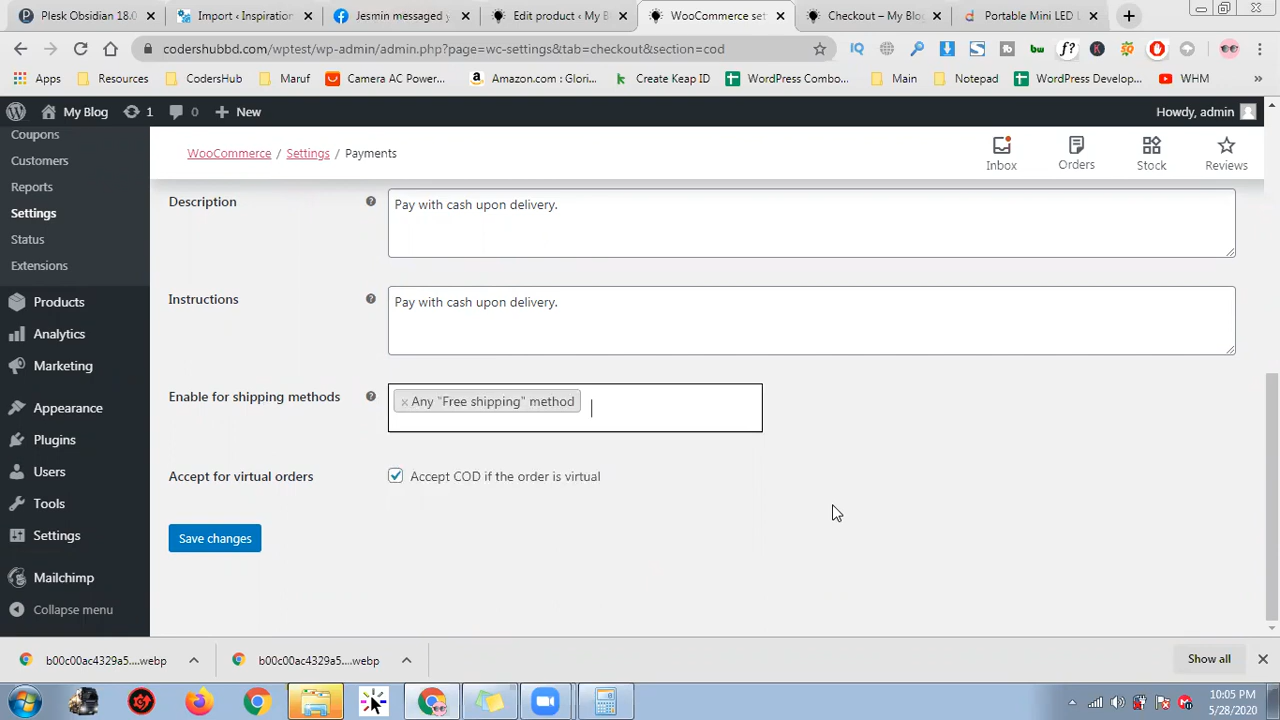 Plesk Obsidian 18.0
Import ‹ Inspiration
Jesmin messaged y
Edit product ‹ My B
WooCommerce set
Checkout – My Blog
Portable Mini LED L
codershubbd.com/wptest/wp-admin/admin.php?page=wc-settings&tab=checkout&section=cod
Apps
Resources
CodersHub
Maruf
Camera AC Powe...
Amazon.com : Glori...
Create Keap ID
WordPress Combo...
Main
Notepad
WordPress Develop...
WHM
My Blog
1
0
New
Howdy, admin
Coupons
Customers
Reports
Settings
Status
Extensions
Products
Analytics
Marketing
Appearance
Plugins
Users
Tools
Settings
Mailchimp
Collapse menu
WooCommerce / Settings / Payments
Inbox
Orders
Stock
Reviews
Description
Pay with cash upon delivery.
Instructions
Pay with cash upon delivery.
Enable for shipping methods
× Any "Free shipping" method
Accept for virtual orders
Accept COD if the order is virtual
Save changes
b00c00ac4329a5....webp
b00c00ac4329a5....webp
Show all
10:05 PM
5/28/2020